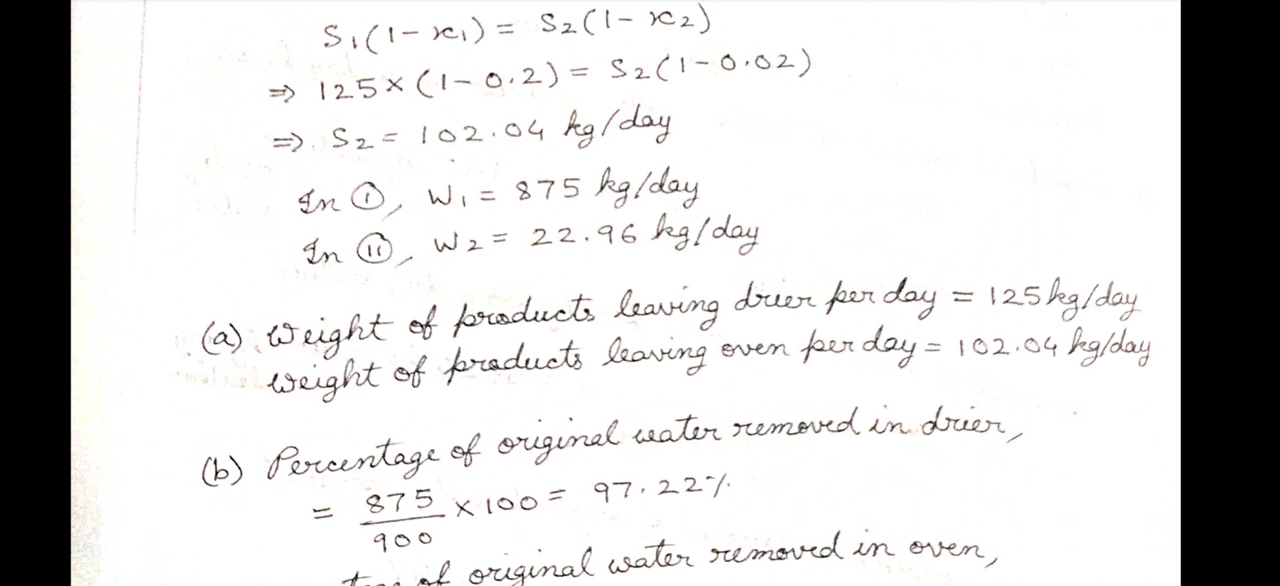 S₁(1-x₁) = S₂(1-x₂)
⇒ 125×(1-0.2) = S₂(1-0.02)
⇒ S₂ = 102.04 kg/day
In Ⓘ, W₁ = 875 kg/day
In ⑪, W₂ = 22.96 kg/day
(a) Weight of products leaving drier per day = 125kg/day
Weight of products leaving oven per day = 102.04 kg/day
(b) Percentage of original water removed in drier,
= 875/900 × 100 = 97.22%.
of original water removed in oven,